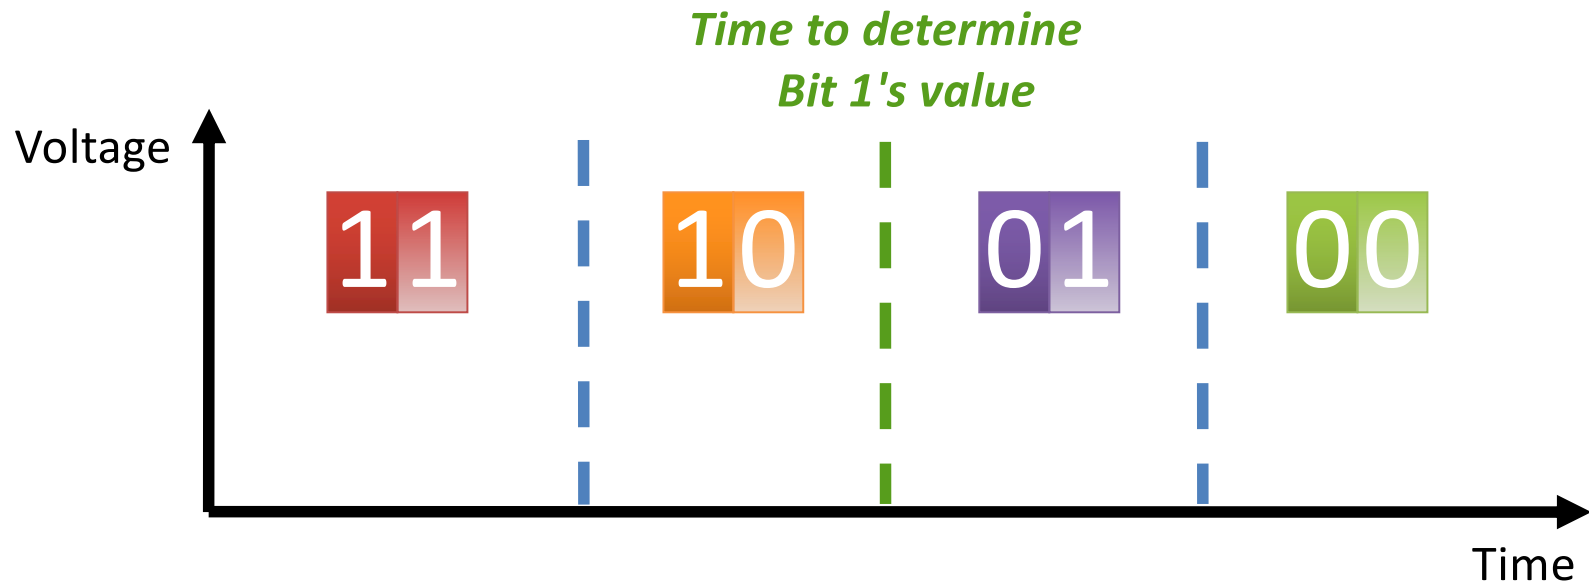 Time to determine
Bit 1's value
Voltage
11 10 01 00
Time